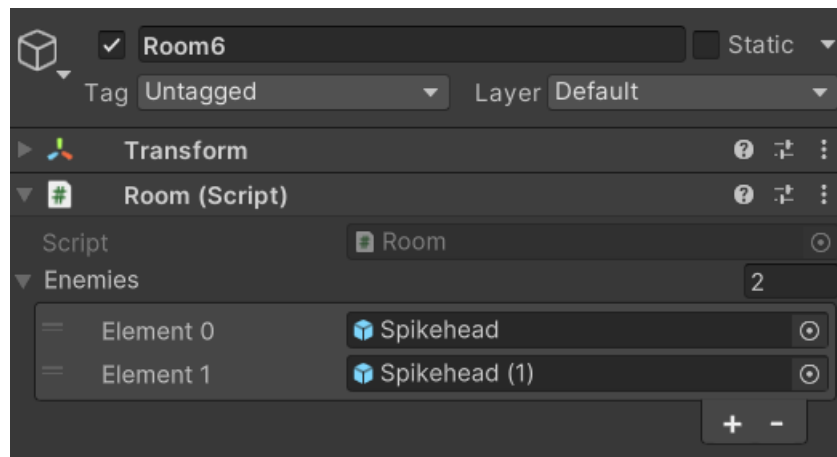 Room6 Static
Tag Untagged Layer Default
Transform
# Room (Script)
Script # Room
Enemies 2
Element 0 Spikehead
Element 1 Spikehead (1)
+ -